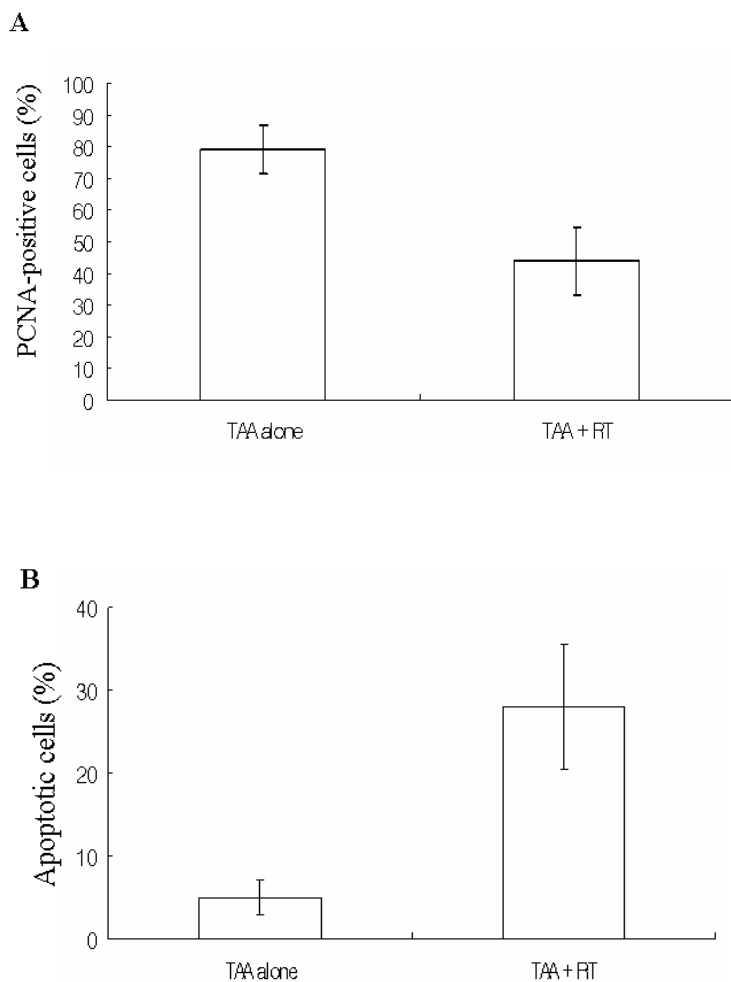 A
PCNA-positive cells (%)
100
90
80
70
60
50
40
30
20
10
0
TAA alone
TAA + RT
B
Apoptotic cells (%)
40
30
20
10
0
TAA alone
TAA + RT